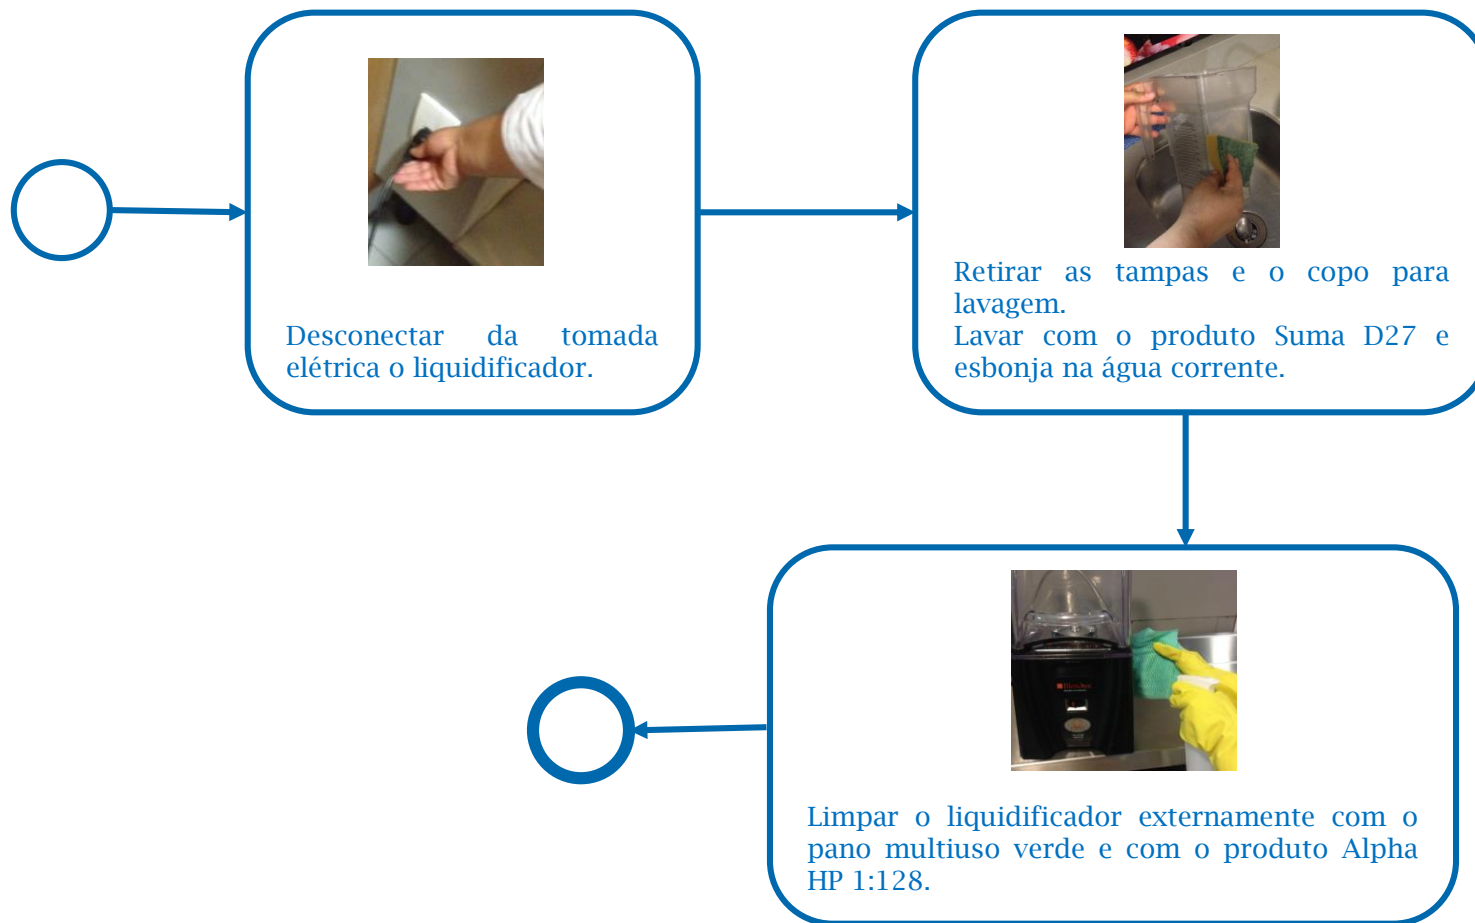 Desconectar da tomada
elétrica o liquidificador.
Retirar as tampas e o copo para
lavagem.
Lavar com o produto Suma D27 e
esbonja na água corrente.
Limpar o liquidificador externamente com o
pano multiuso verde e com o produto Alpha
HP 1:128.